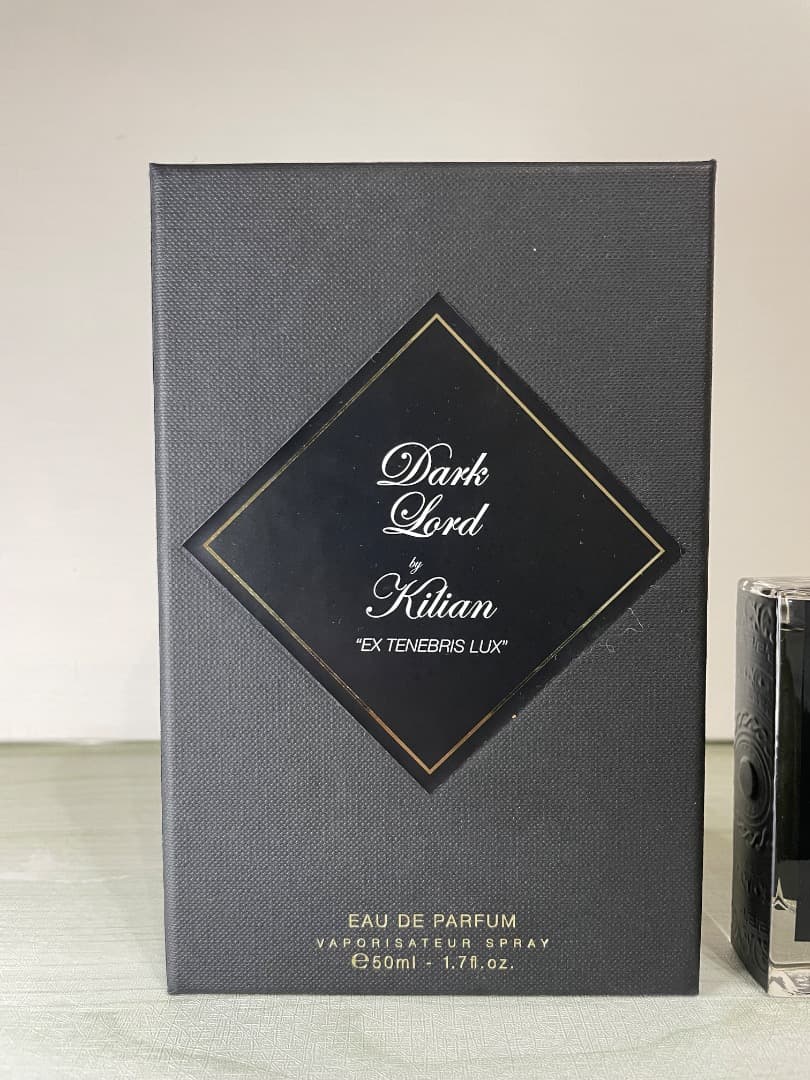 Dark
Lord
by
Kilian
“EX TENEBRIS LUX”
EAU DE PARFUM
VAPORISATEUR SPRAY
℮50ml - 1.7fl.oz.